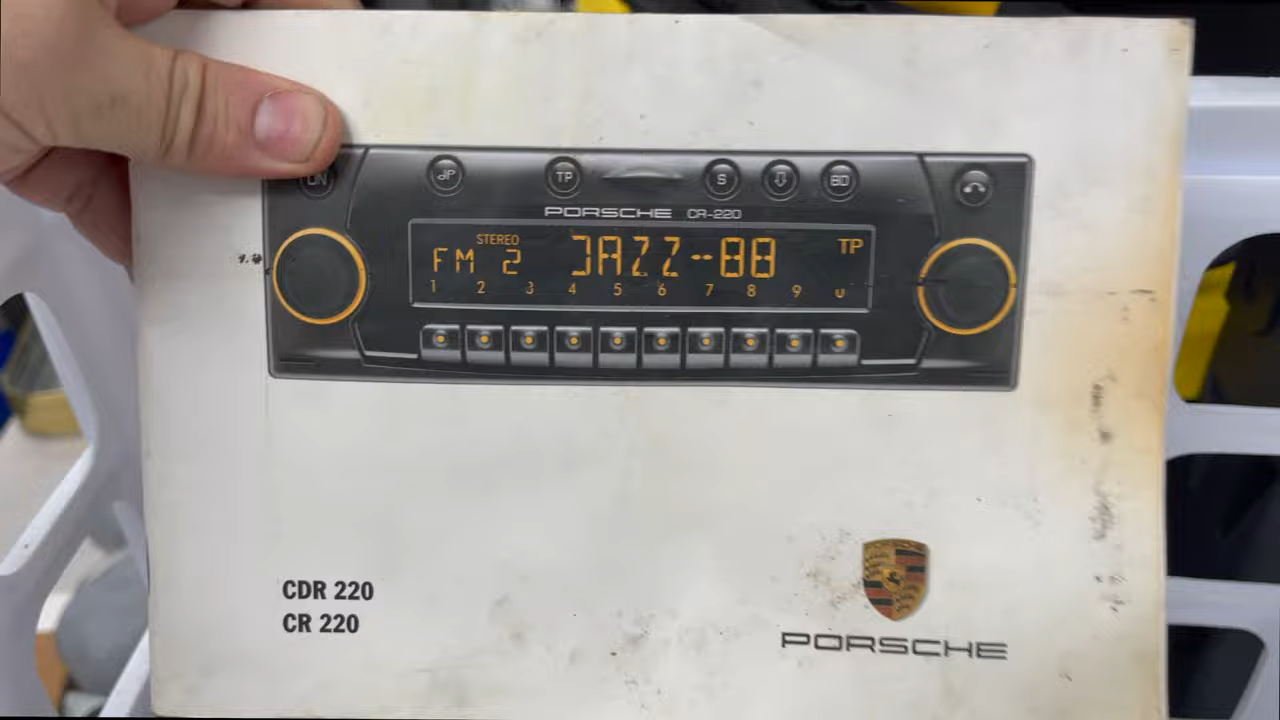 ON TP S BD
PORSCHE CR-220
STEREO
FM 2 JAZZ-88 TP
1 2 3 4 5 6 7 8 9
CDR 220
CR 220
PORSCHE